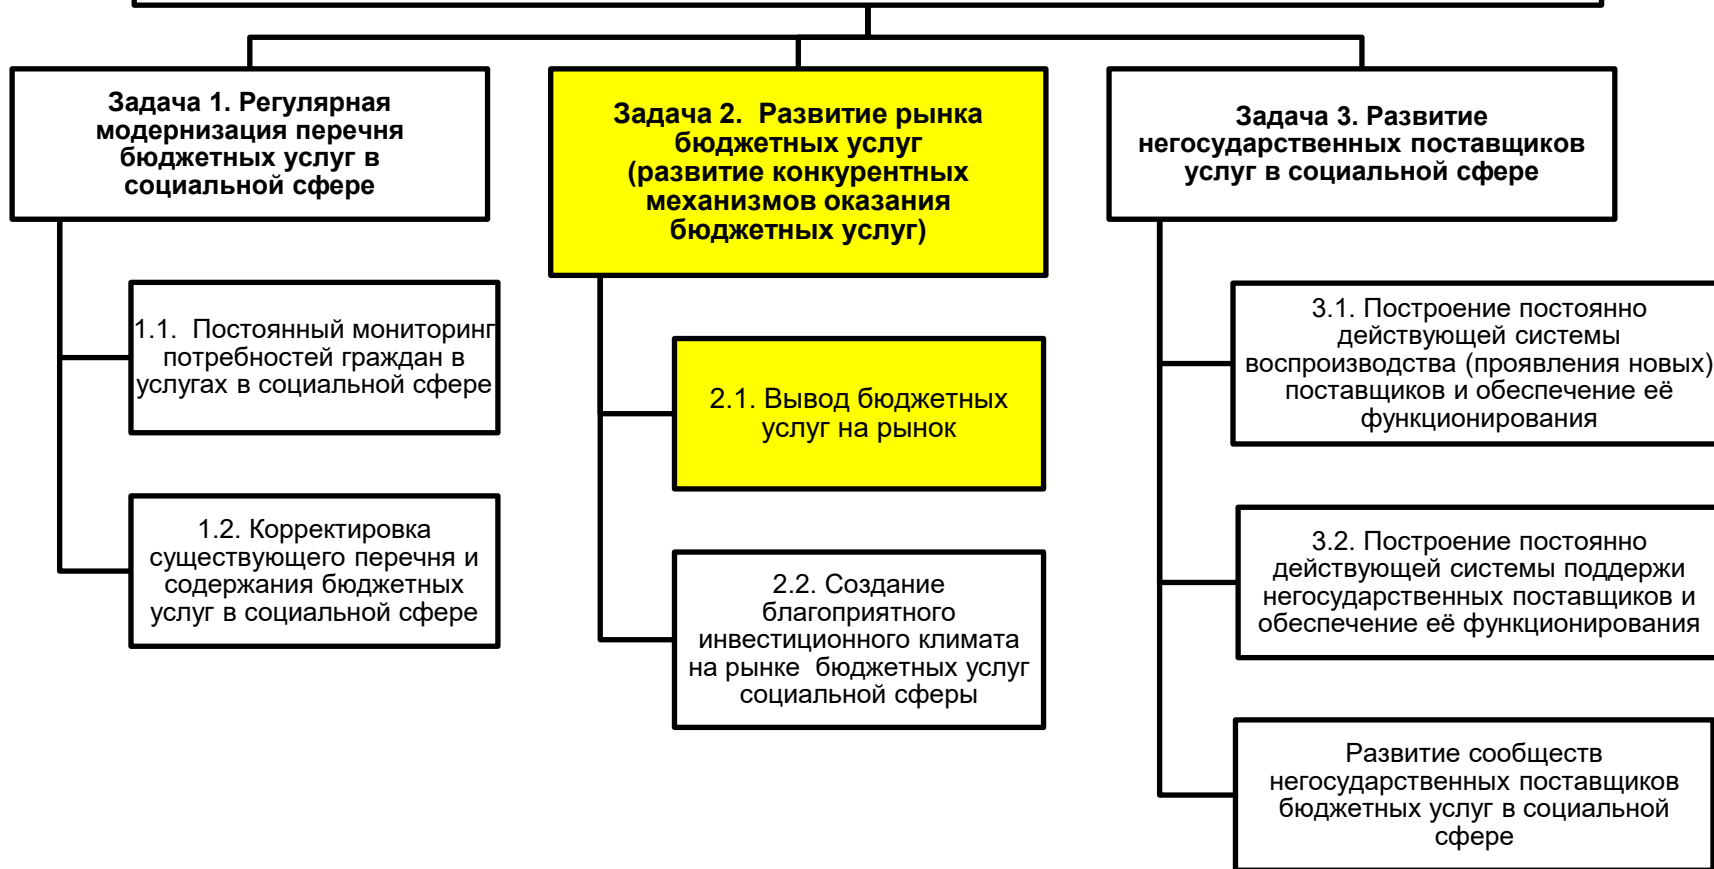 Задача 1. Регулярная
модернизация перечня
бюджетных услуг в
социальной сфере
1.1. Постоянный мониторинг
потребностей граждан в
услугах в социальной сфере
1.2. Корректировка
существующего перечня и
содержания бюджетных
услуг в социальной сфере
Задача 2. Развитие рынка
бюджетных услуг
(развитие конкурентных
механизмов оказания
бюджетных услуг)
2.1. Вывод бюджетных
услуг на рынок
2.2. Создание
благоприятного
инвестиционного климата
на рынке бюджетных услуг
социальной сферы
Задача 3. Развитие
негосударственных поставщиков
услуг в социальной сфере
3.1. Построение постоянно
действующей системы
воспроизводства (проявления новых)
поставщиков и обеспечение её
функционирования
3.2. Построение постоянно
действующей системы поддержи
негосударственных поставщиков и
обеспечение её функционирования
Развитие сообществ
негосударственных поставщиков
бюджетных услуг в социальной
сфере